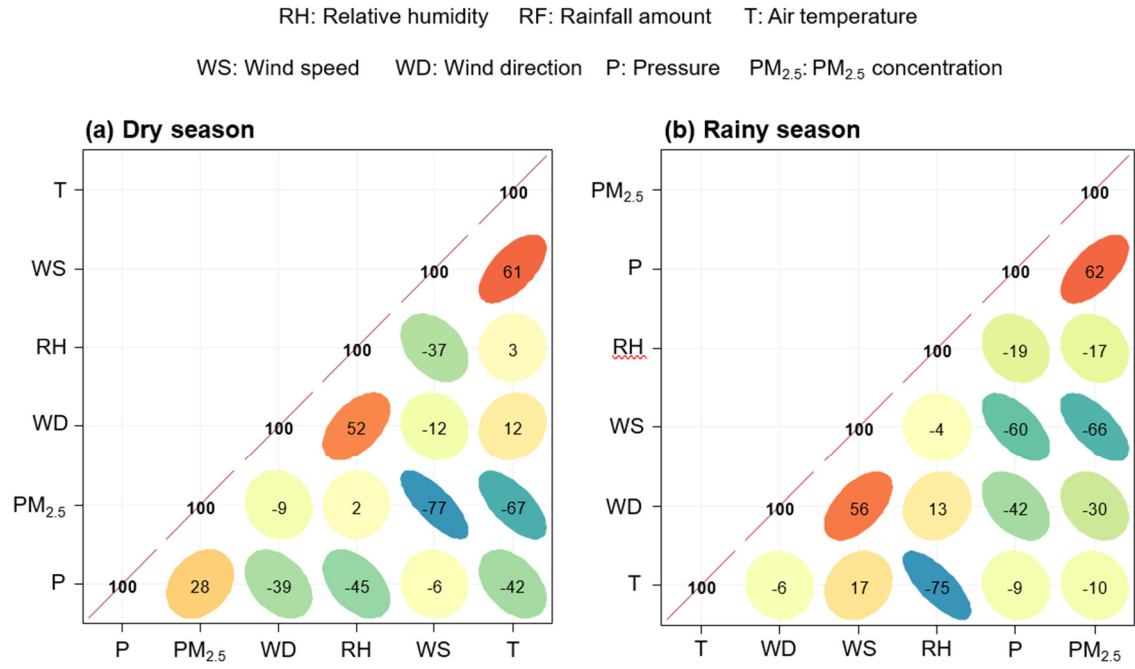 RH: Relative humidity RF: Rainfall amount T: Air temperature
WS: Wind speed WD: Wind direction P: Pressure PM2.5: PM2.5 concentration
(a) Dry season
T 100
WS 100 61
RH 100 -37 3
WD 100 52 -12 12
PM2.5 100 -9 2 -77 -67
P 100 28 -39 -45 -6 -42
P PM2.5 WD RH WS T
(b) Rainy season
PM2.5 100
P 100 62
RH 100 -19 -17
WS 100 -4 -60 -66
WD 100 56 13 -42 -30
T 100 -6 17 -75 -9 -10
T WD WS RH P PM2.5